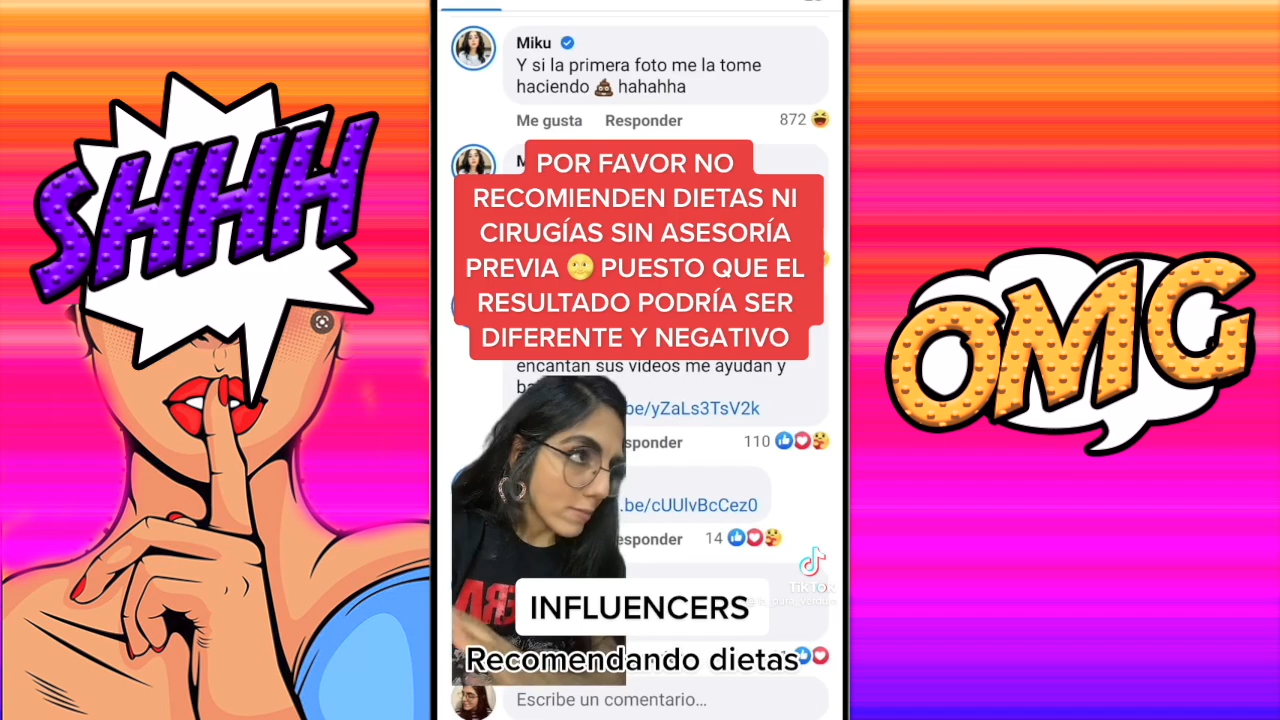 SHHH
Miku
Y si la primera foto me la tome
haciendo 💩 hahahha
Me gusta Responder 872
M
POR FAVOR NO
RECOMIENDEN DIETAS NI
CIRUGÍAS SIN ASESORÍA
PREVIA 🌝 PUESTO QUE EL
RESULTADO PODRÍA SER
DIFERENTE Y NEGATIVO
OMG
encantan sus videos me ayudan y
be/yZaLs3TsV2k
sponder 110
.be/cUUlvBcCez0
esponder 14
TikTok
INFLUENCERS
Recomendando dietas
Escribe un comentario...